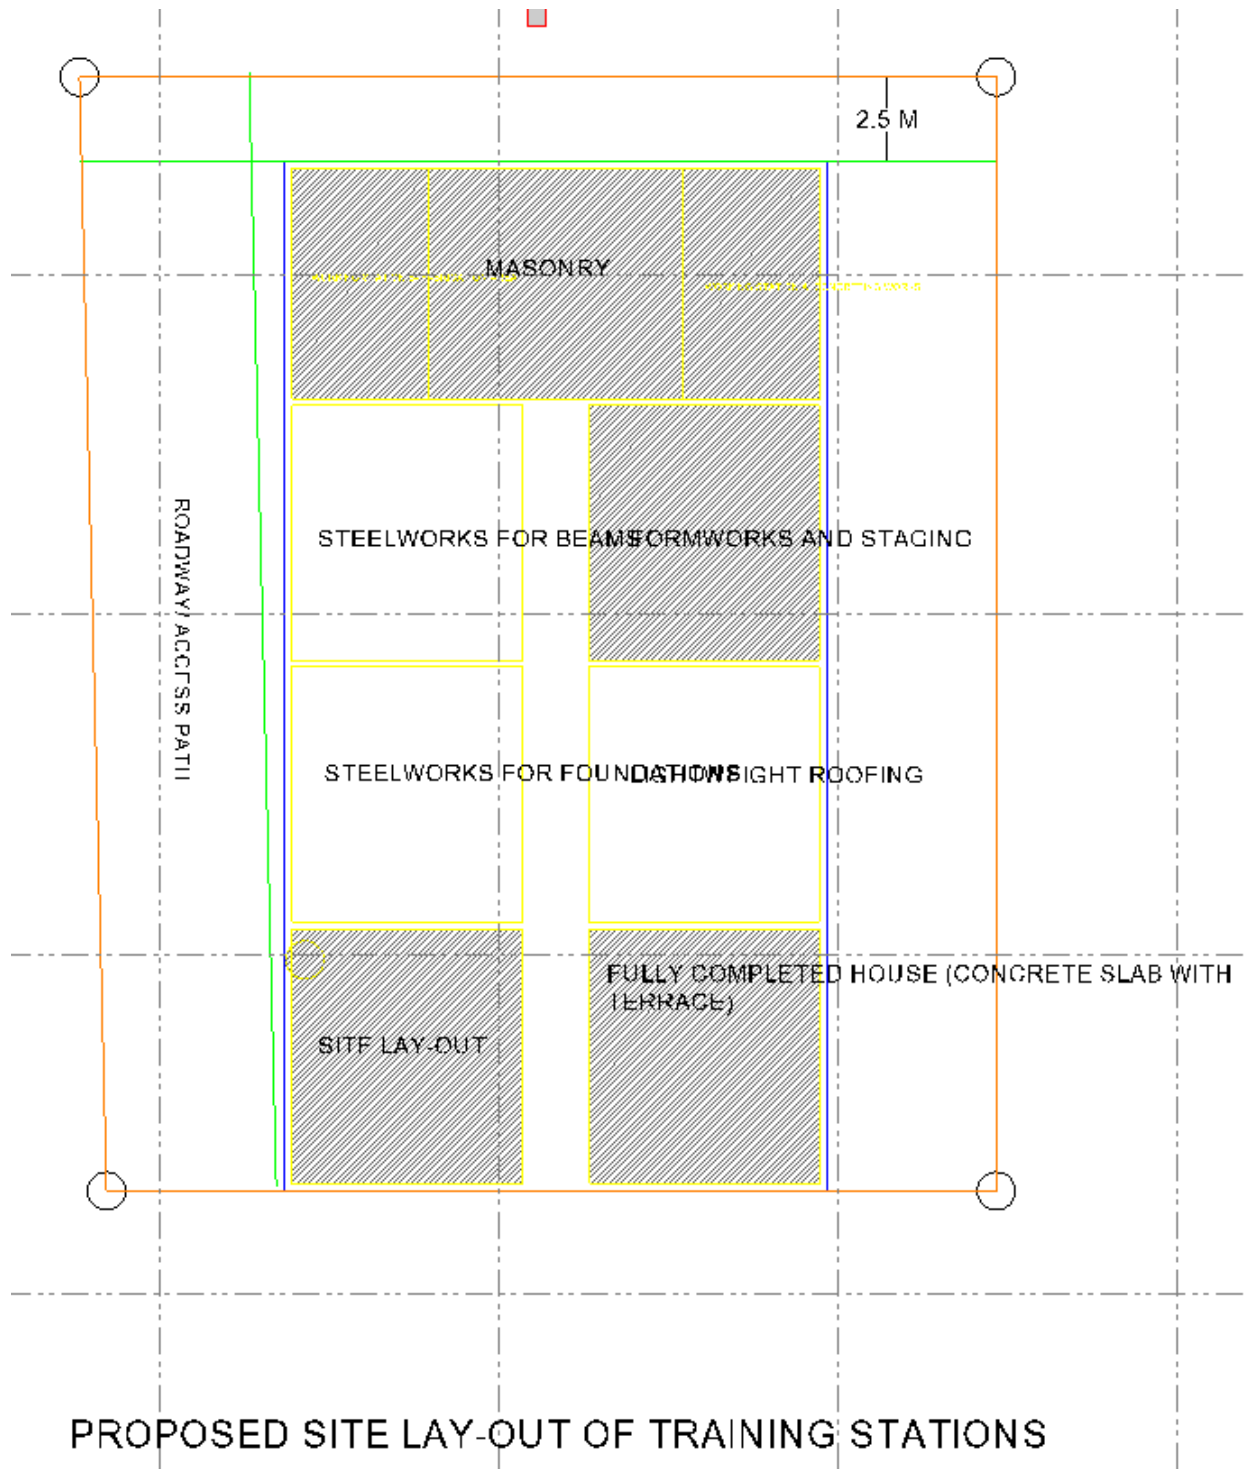 2.5 M
MASONRY
STEELWORKS FOR BEAMS
FORMWORKS AND STAGING
ROADWAY/ACCESS PATH
STEELWORKS FOR FOUNDATIONS
LIGHTWEIGHT ROOFING
FULLY COMPLETED HOUSE (CONCRETE SLAB WITH
TERRACE)
SITE LAY-OUT
PROPOSED SITE LAY-OUT OF TRAINING STATIONS